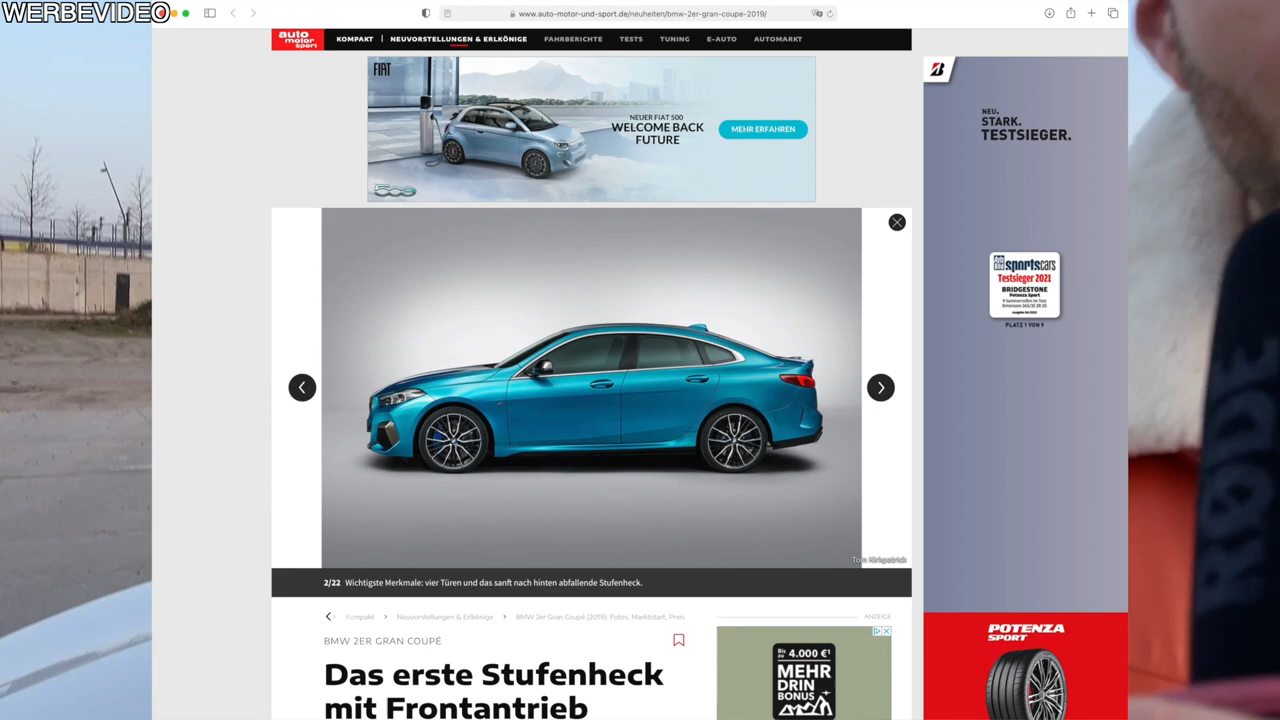 WERBEVIDEO
www.auto-motor-und-sport.de/neuheiten/bmw-2er-gran-coupe-2019/
auto
motor
sport
KOMPAKT
NEUVORSTELLUNGEN & ERLKÖNIGE
FAHRBERICHTE
TESTS
TUNING
E-AUTO
AUTOMARKT
FIAT
NEUER FIAT 500
WELCOME BACK
FUTURE
MEHR ERFAHREN
500
NEU.
STARK.
TESTSIEGER.
sportscars
Testsieger 2021
BRIDGESTONE
Potenza Sport
PLATZ 1 VON 9
RØDE
Tom Kirkpatrick
2/22 Wichtigste Merkmale: vier Türen und das sanft nach hinten abfallende Stufenheck.
Kompakt > Neuvorstellungen & Erlkönige > BMW 2er Gran Coupé (2019): Fotos, Marktstart, Preis
ANZEIGE
BMW 2ER GRAN COUPÉ
Das erste Stufenheck
mit Frontantrieb
Bis zu 4.000 €¹
MEHR
DRIN
BONUS
POTENZA
SPORT